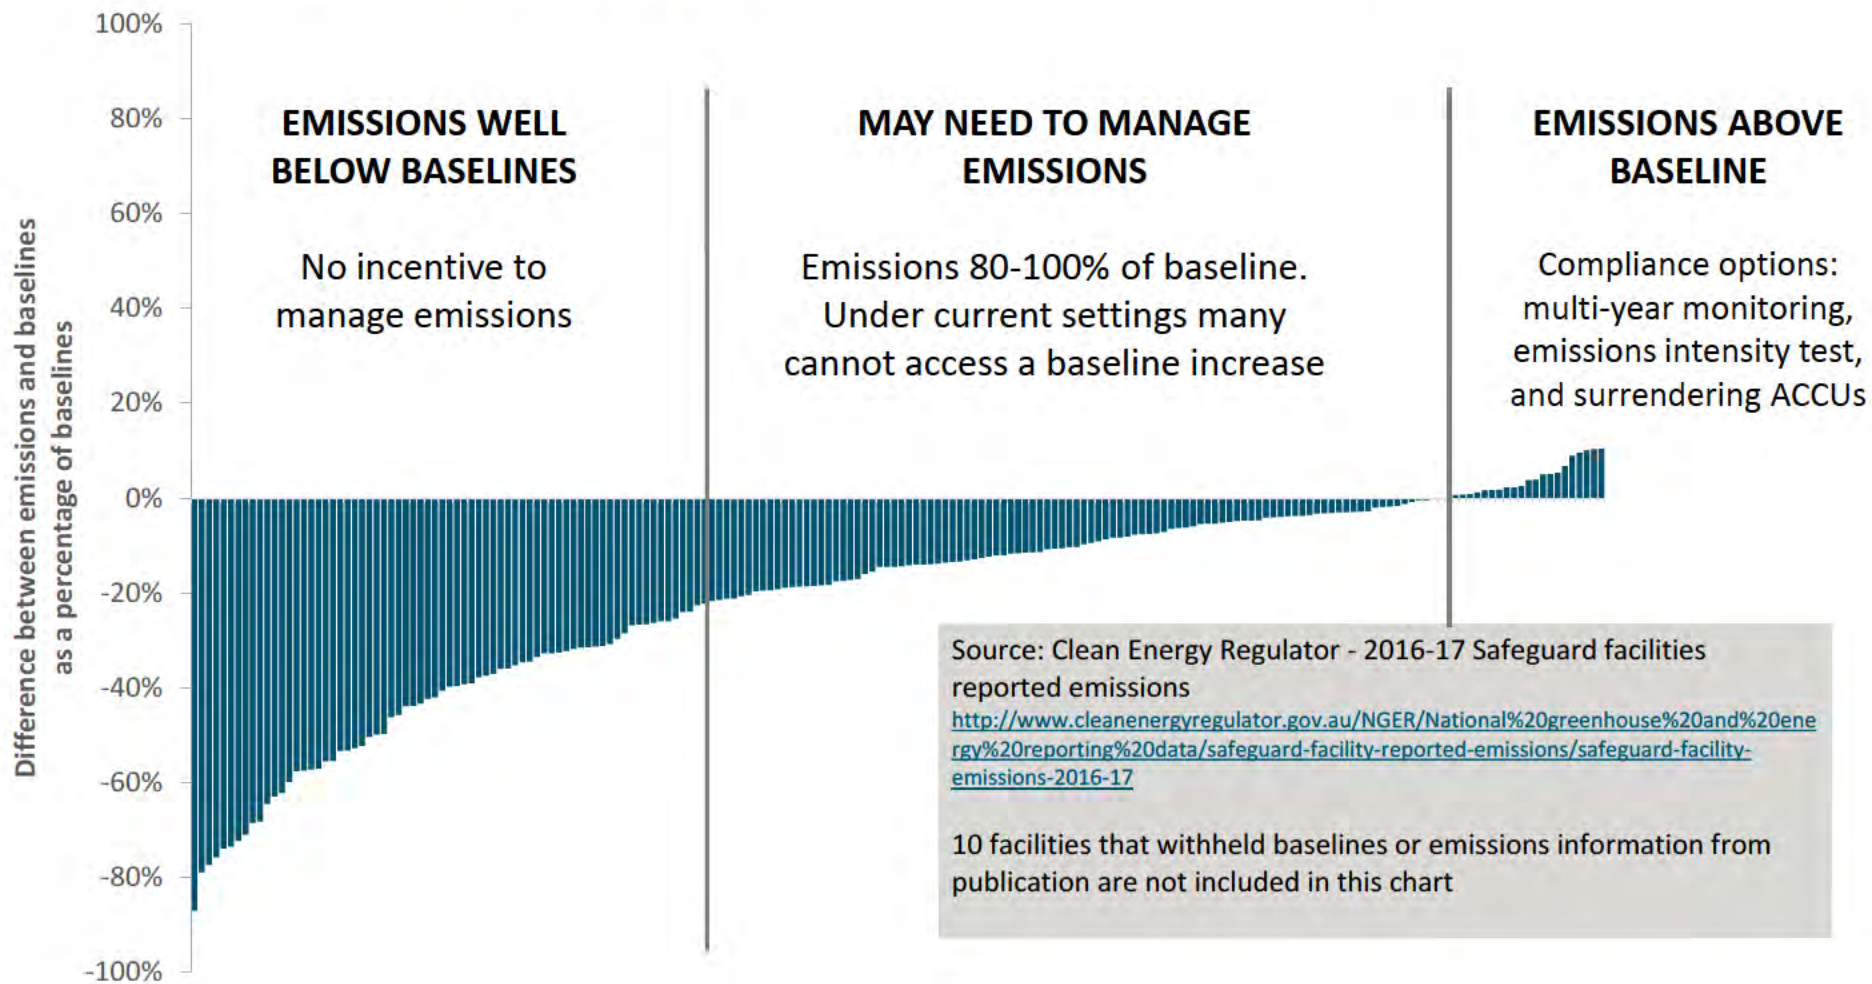 100%
80%
60%
40%
20%
0%
-20%
-40%
-60%
-80%
-100%
Difference between emissions and baselines
as a percentage of baselines
EMISSIONS WELL
BELOW BASELINES
No incentive to
manage emissions
MAY NEED TO MANAGE
EMISSIONS
Emissions 80-100% of baseline.
Under current settings many
cannot access a baseline increase
EMISSIONS ABOVE
BASELINE
Compliance options:
multi-year monitoring,
emissions intensity test,
and surrendering ACCUs
Source: Clean Energy Regulator - 2016-17 Safeguard facilities
reported emissions
http://www.cleanenergyregulator.gov.au/NGER/National%20greenhouse%20and%20ene
rgy%20reporting%20data/safeguard-facility-reported-emissions/safeguard-facility-
emissions-2016-17
10 facilities that withheld baselines or emissions information from
publication are not included in this chart